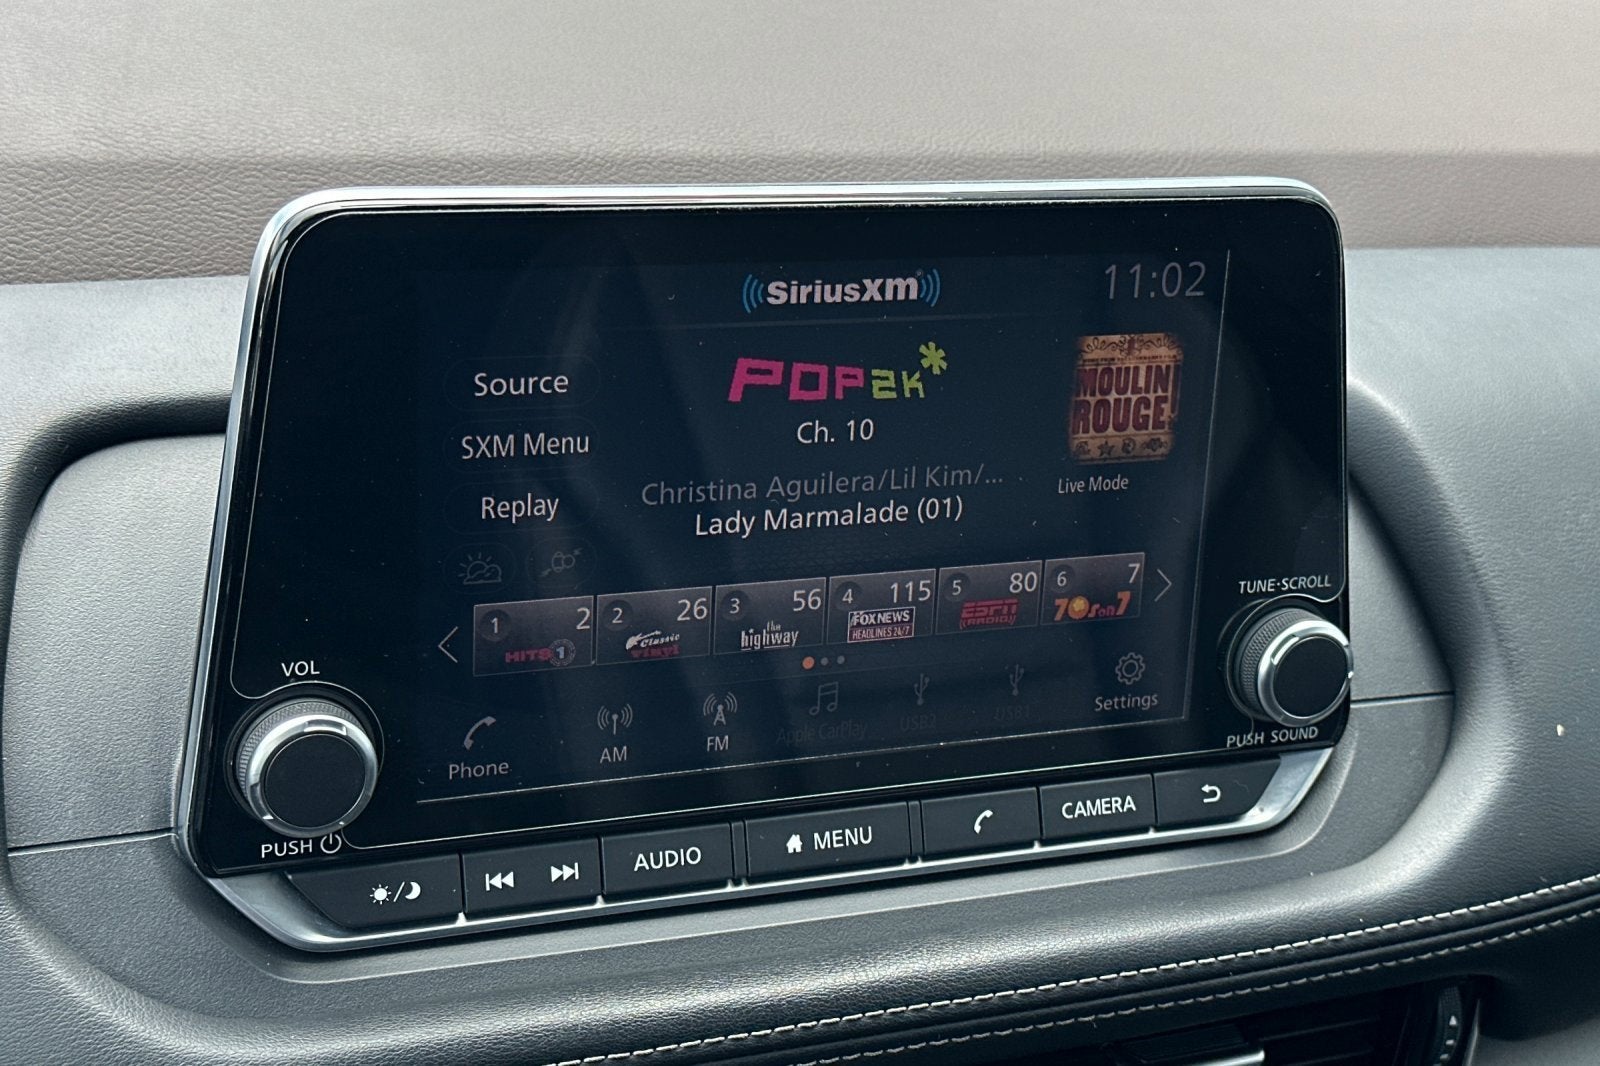 SiriusXM
11:02
Source
POP2K*
MOULIN
ROUGE
SXM Menu
Ch. 10
Replay
Christina Aguilera/Lil Kim/...
Live Mode
Lady Marmalade (01)
1 2 HITS 1
2 26 Classic Vinyl
3 56 the highway
4 115 FOX NEWS HEADLINES 24/7
5 80 ESPN RADIO
6 7 70s on 7
Phone
AM
FM
Apple CarPlay
USB2
USB1
Settings
VOL
PUSH
TUNE·SCROLL
PUSH SOUND
AUDIO
MENU
CAMERA